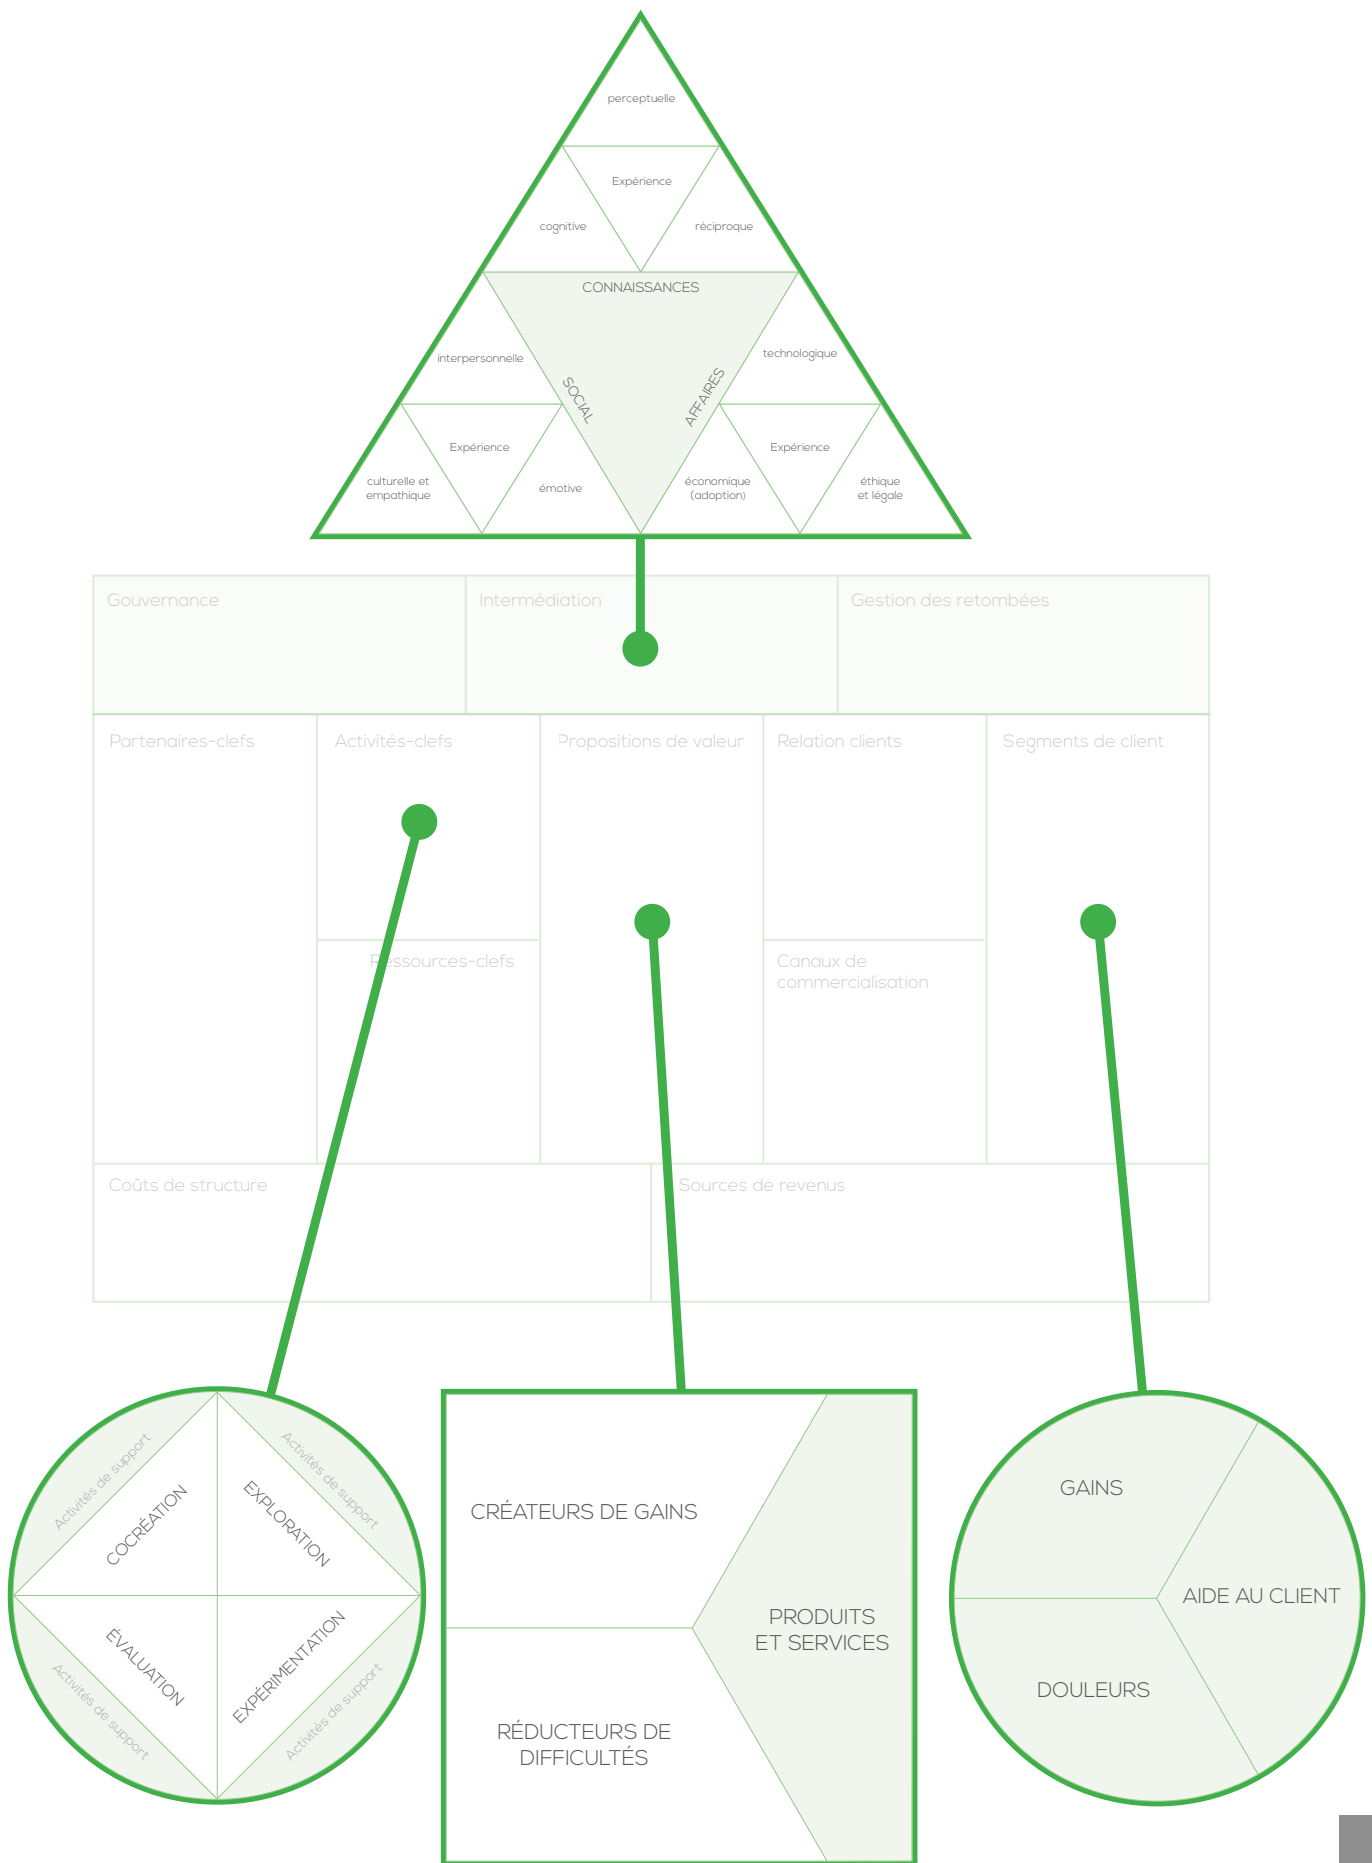 perceptuelle
Expérience
cognitive
réciproque
CONNAISSANCES
interpersonnelle
technologique
SOCIAL
AFFAIRES
Expérience
Expérience
culturelle et
empathique
émotive
économique
(adoption)
éthique
et légale
Gouvernance
Intermédiation
Gestion des retombées
Partenaires-clefs
Activités-clefs
Propositions de valeur
Relation clients
Segments de client
Ressources-clefs
Canaux de
commercialisation
Coûts de structure
Sources de revenus
Activités de support
Activités de support
COCRÉATION
EXPLORATION
ÉVALUATION
EXPÉRIMENTATION
Activités de support
Activités de support
CRÉATEURS DE GAINS
PRODUITS
ET SERVICES
RÉDUCTEURS DE
DIFFICULTÉS
GAINS
AIDE AU CLIENT
DOULEURS